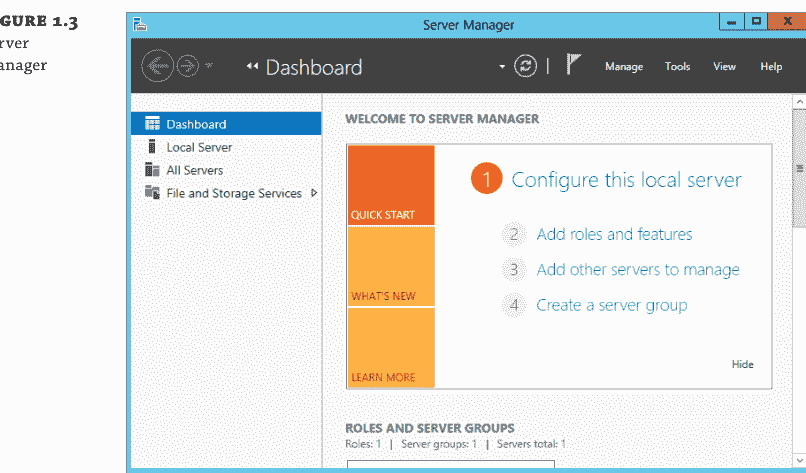 GURE 1.3
rver
anager
Server Manager
Dashboard
Manage Tools View Help
Dashboard
Local Server
All Servers
File and Storage Services
WELCOME TO SERVER MANAGER
QUICK START
WHAT'S NEW
LEARN MORE
1 Configure this local server
2 Add roles and features
3 Add other servers to manage
4 Create a server group
Hide
ROLES AND SERVER GROUPS
Roles: 1 | Server groups: 1 | Servers total: 1